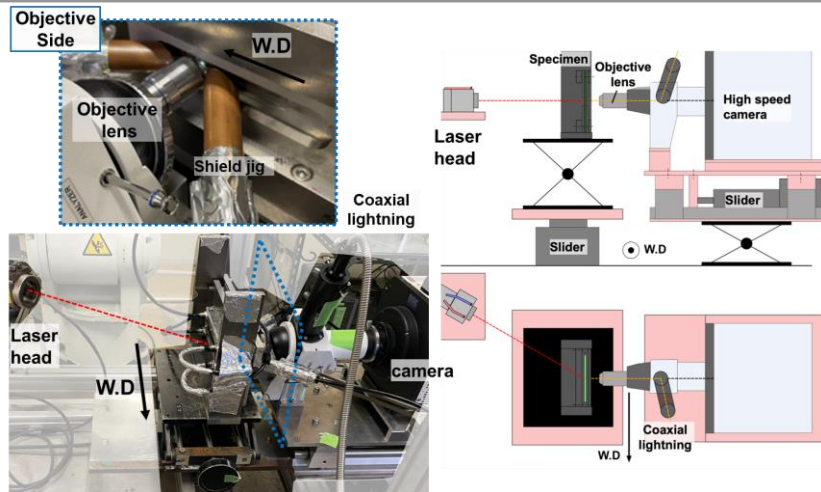 Objective
Side
W.D
Objective
lens
Shield jig
ANALYZER
Coaxial
lightning
Laser
head
W.D
camera
Specimen
Objective
lens
High speed
camera
Laser
head
Slider
Slider
W.D
Coaxial
lightning
W.D